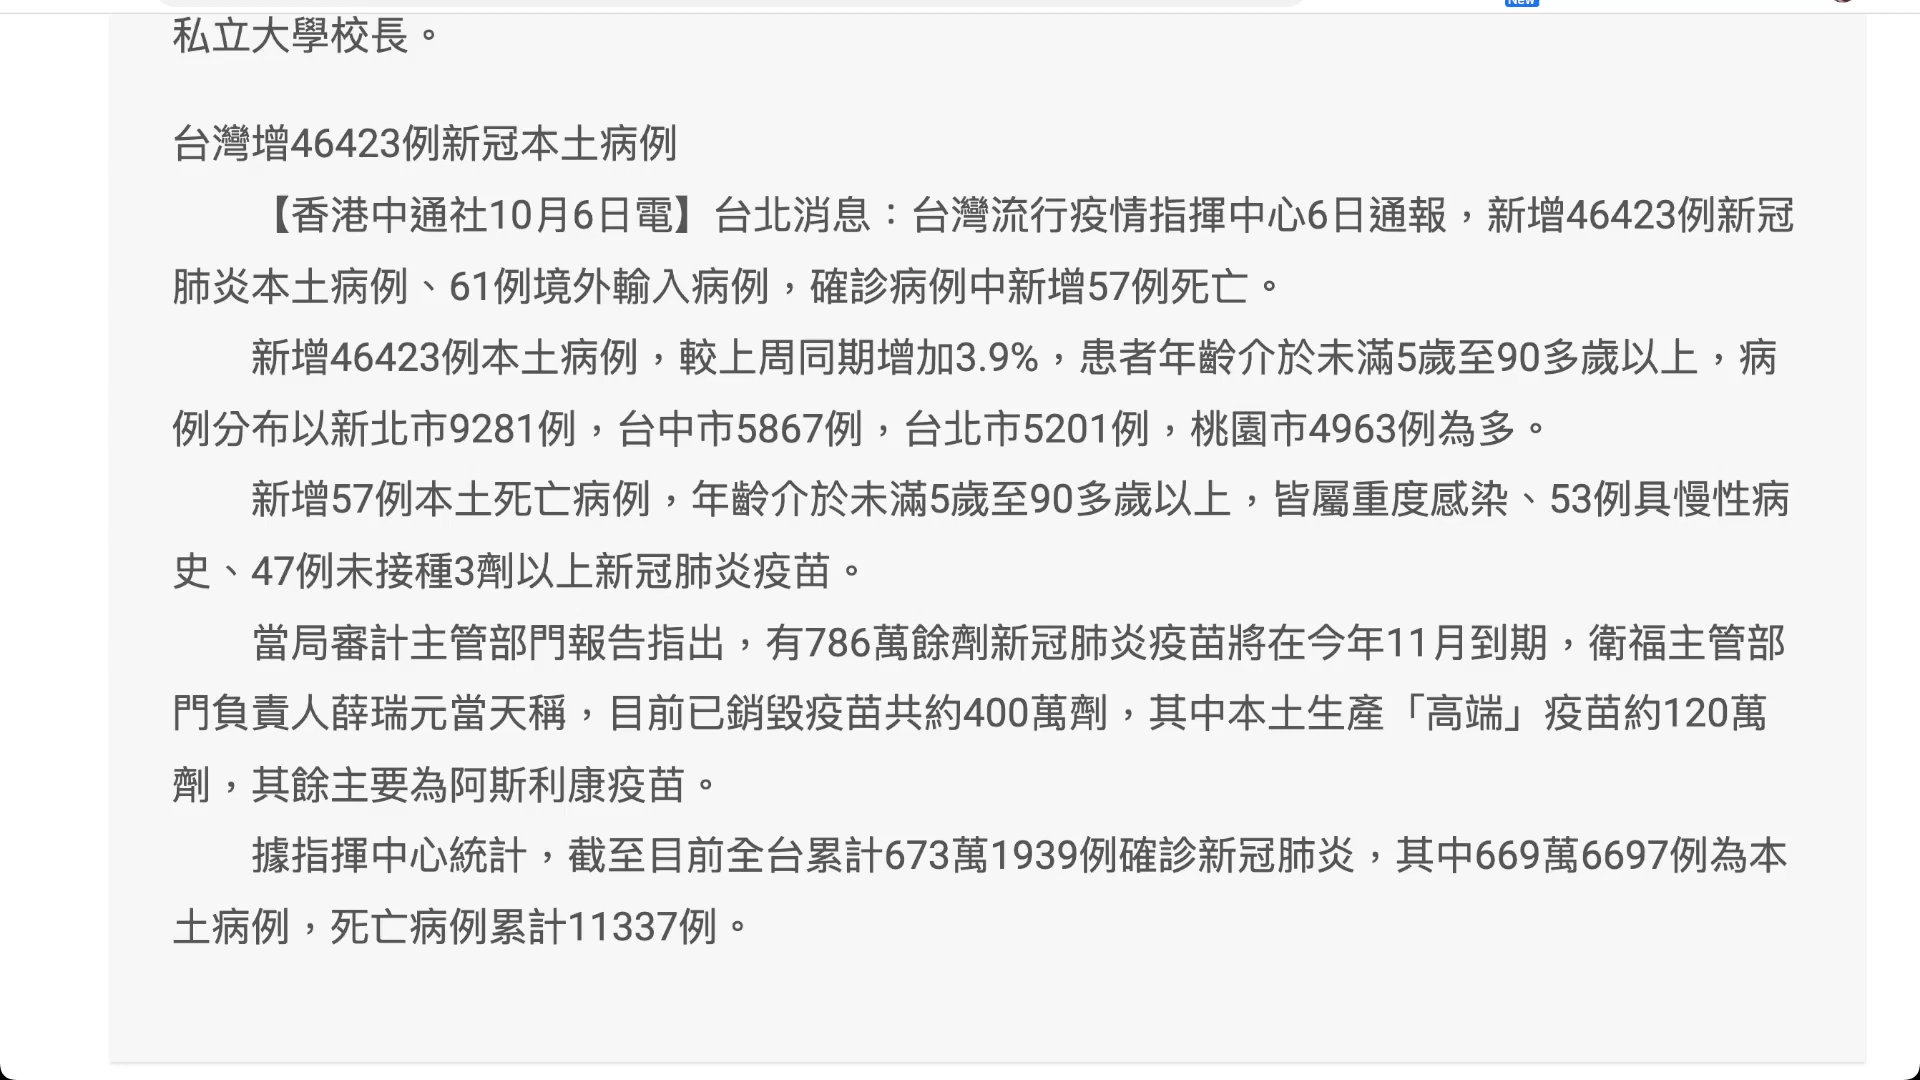 New
私立大學校長。
台灣增46423例新冠本土病例
【香港中通社10月6日電】台北消息：台灣流行疫情指揮中心6日通報，新增46423例新冠
肺炎本土病例、61例境外輸入病例，確診病例中新增57例死亡。
新增46423例本土病例，較上周同期增加3.9%，患者年齡介於未滿5歲至90多歲以上，病
例分布以新北市9281例，台中市5867例，台北市5201例，桃園市4963例為多。
新增57例本土死亡病例，年齡介於未滿5歲至90多歲以上，皆屬重度感染、53例具慢性病
史、47例未接種3劑以上新冠肺炎疫苗。
當局審計主管部門報告指出，有786萬餘劑新冠肺炎疫苗將在今年11月到期，衛福主管部
門負責人薛瑞元當天稱，目前已銷毀疫苗共約400萬劑，其中本土生產「高端」疫苗約120萬
劑，其餘主要為阿斯利康疫苗。
據指揮中心統計，截至目前全台累計673萬1939例確診新冠肺炎，其中669萬6697例為本
土病例，死亡病例累計11337例。